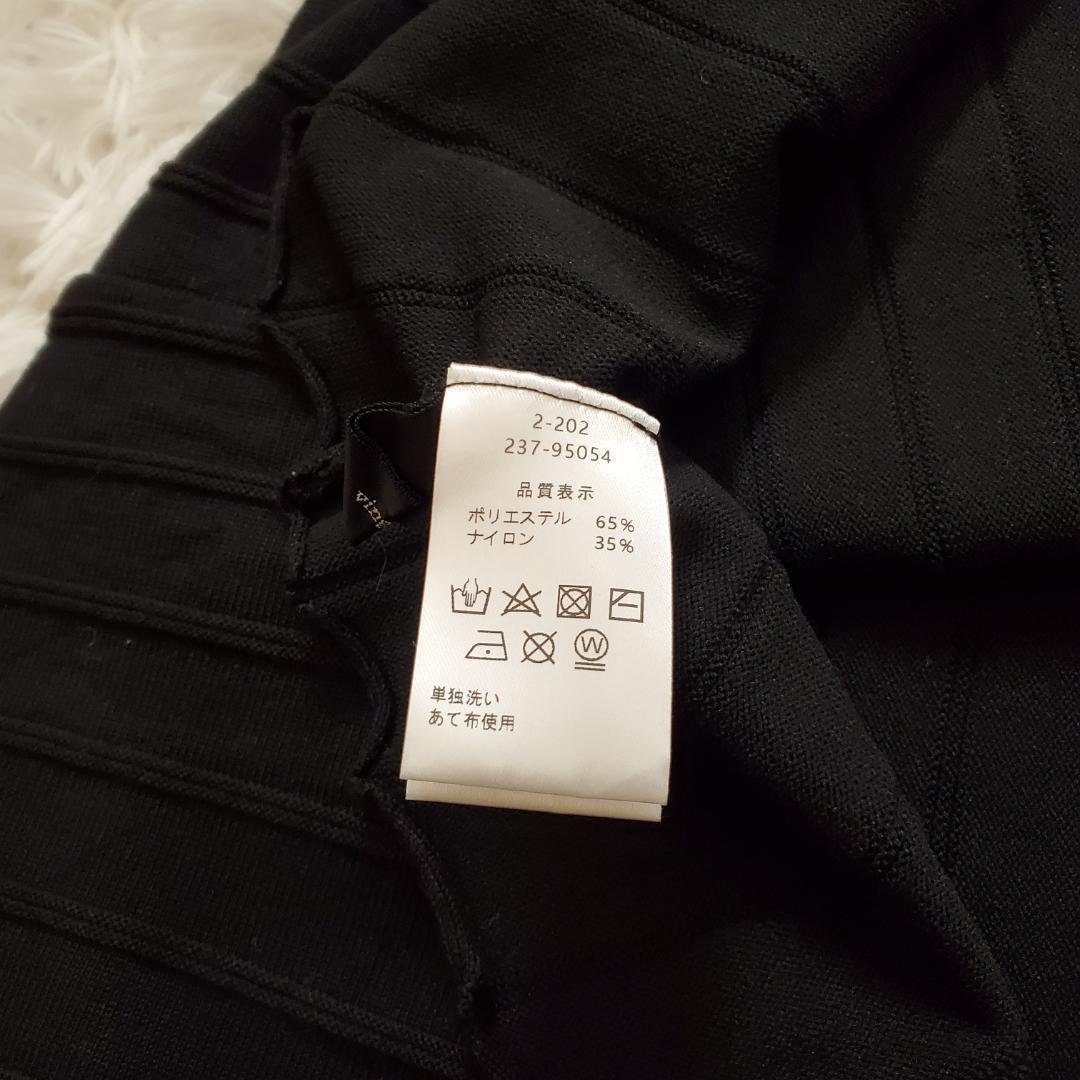 2-202
237-95054
品質表示
ポリエステル 65%
ナイロン 35%
W
単独洗い
あて布使用